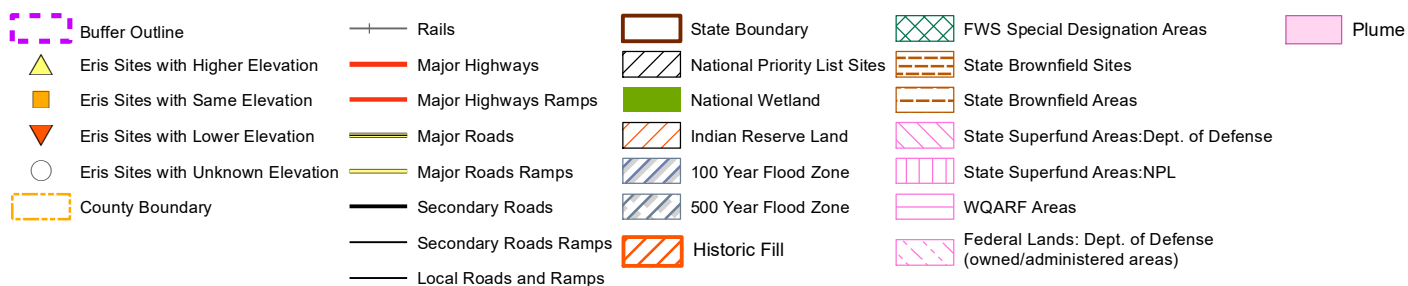 Buffer Outline
Eris Sites with Higher Elevation
Eris Sites with Same Elevation
Eris Sites with Lower Elevation
Eris Sites with Unknown Elevation
County Boundary
Rails
Major Highways
Major Highways Ramps
Major Roads
Major Roads Ramps
Secondary Roads
Secondary Roads Ramps
Local Roads and Ramps
State Boundary
National Priority List Sites
National Wetland
Indian Reserve Land
100 Year Flood Zone
500 Year Flood Zone
Historic Fill
FWS Special Designation Areas
State Brownfield Sites
State Brownfield Areas
State Superfund Areas:Dept. of Defense
State Superfund Areas:NPL
WQARF Areas
Federal Lands: Dept. of Defense
(owned/administered areas)
Plume